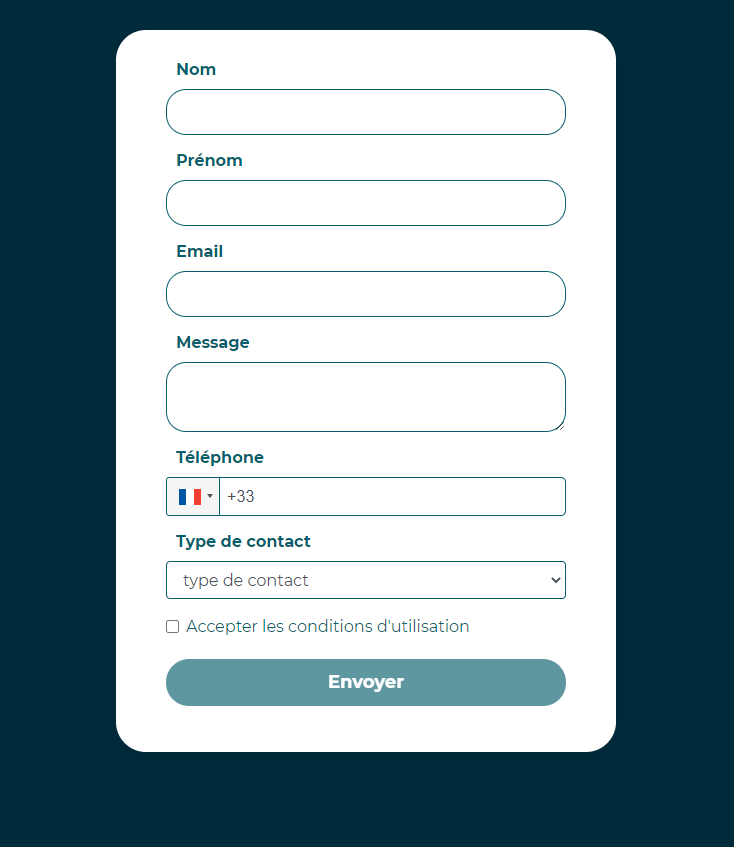 Nom
Prénom
Email
Message
Téléphone
+33
Type de contact
type de contact
Accepter les conditions d'utilisation
Envoyer